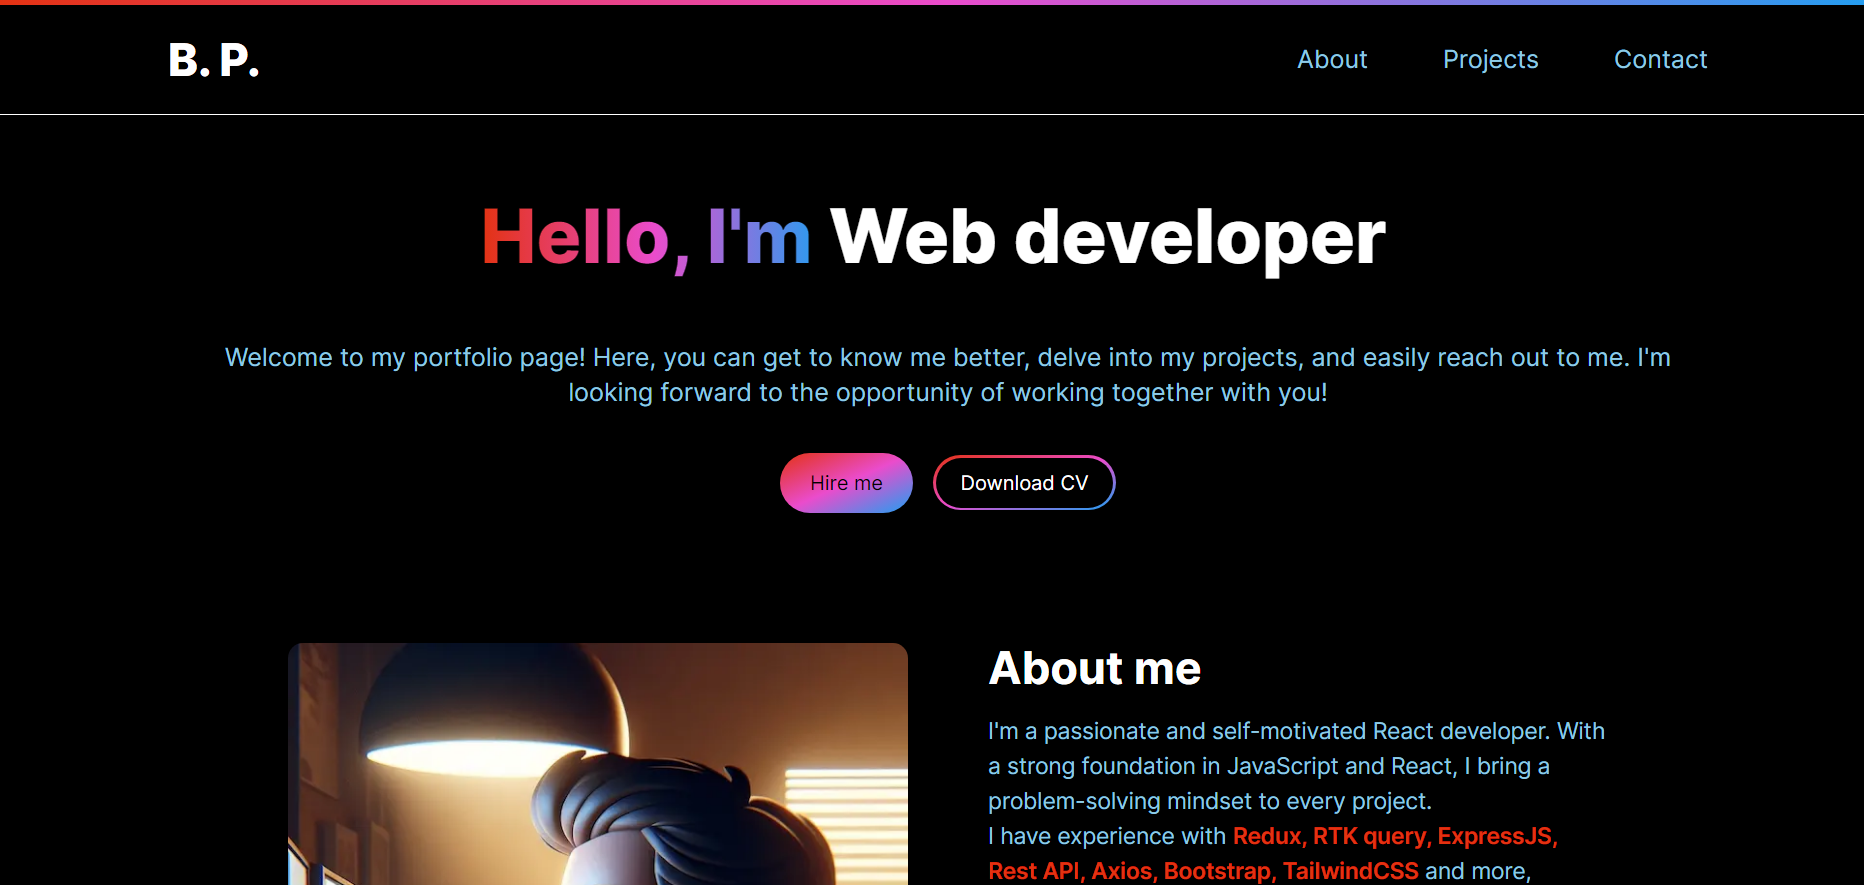 B. P.
About
Projects
Contact
Hello, I'm Web developer
Welcome to my portfolio page! Here, you can get to know me better, delve into my projects, and easily reach out to me. I'm
looking forward to the opportunity of working together with you!
Hire me
Download CV
About me
I'm a passionate and self-motivated React developer. With
a strong foundation in JavaScript and React, I bring a
problem-solving mindset to every project.
I have experience with Redux, RTK query, ExpressJS,
Rest API, Axios, Bootstrap, TailwindCSS and more,